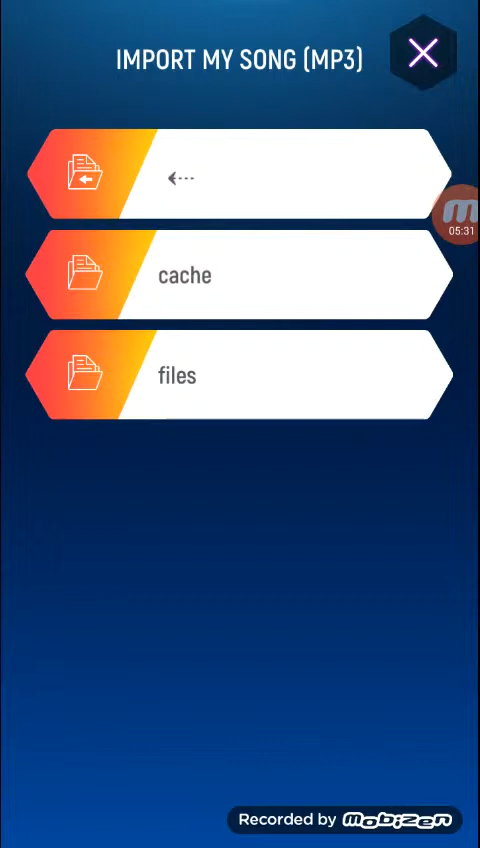 IMPORT MY SONG (MP3)
05:31
cache
files
Recorded by mobizen